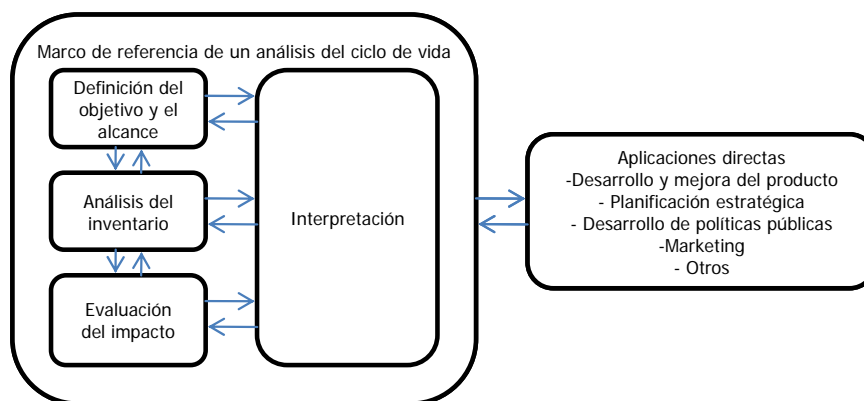 Marco de referencia de un análisis del ciclo de vida
Definición del
objetivo y el
alcance
Análisis del
inventario
Evaluación
del impacto
Interpretación
Aplicaciones directas
-Desarrollo y mejora del producto
- Planificación estratégica
- Desarrollo de políticas públicas
-Marketing
- Otros